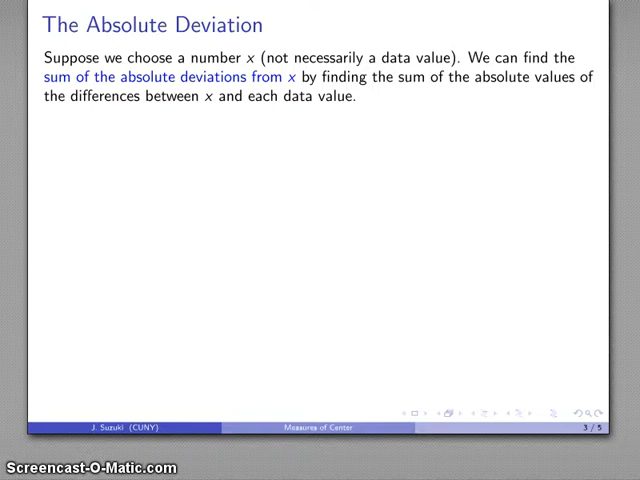 The Absolute Deviation
Suppose we choose a number x (not necessarily a data value). We can find the
sum of the absolute deviations from x by finding the sum of the absolute values of
the differences between x and each data value.
J. Suzuki (CUNY)
Measures of Center
3 / 5
Screencast-O-Matic.com